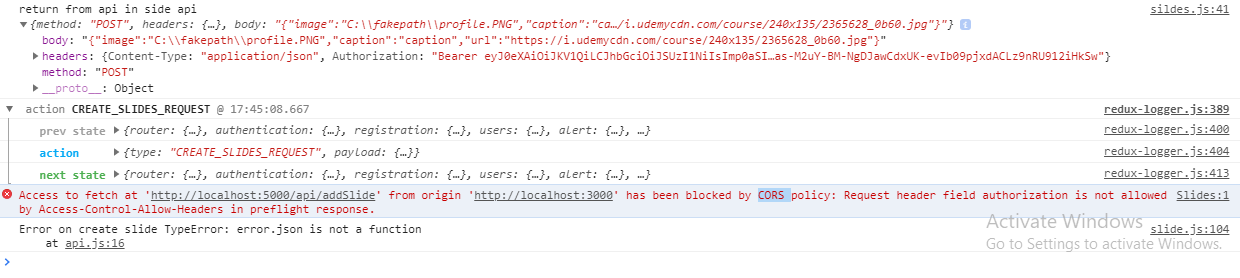 return from api in side api sildes.js:41
▼{method: "POST", headers: {…}, body: "{"image":"C:\\fakepath\\profile.PNG","caption":"ca…/i.udemycdn.com/course/240x135/2365628_0b60.jpg"}"} i
body: "{"image":"C:\\fakepath\\profile.PNG","caption":"caption","url":"https://i.udemycdn.com/course/240x135/2365628_0b60.jpg"}"
▶headers: {Content-Type: "application/json", Authorization: "Bearer eyJ0eXAiOiJKV1QiLCJhbGciOiJSUzI1NiIsImp0aSI…as-M2uY-BM-NgDJawCdxUK-evIb09pjxdACLz9nRU912iHkSw"}
method: "POST"
▶__proto__: Object
▼ action CREATE_SLIDES_REQUEST @ 17:45:08.667 redux-logger.js:389
prev state ▶{router: {…}, authentication: {…}, registration: {…}, users: {…}, alert: {…}, …} redux-logger.js:400
action ▶{type: "CREATE_SLIDES_REQUEST", payload: {…}} redux-logger.js:404
next state ▶{router: {…}, authentication: {…}, registration: {…}, users: {…}, alert: {…}, …} redux-logger.js:413
Access to fetch at 'http://localhost:5000/api/addSlide' from origin 'http://localhost:3000' has been blocked by CORS policy: Request header field authorization is not allowed Slides:1
by Access-Control-Allow-Headers in preflight response.
Error on create slide TypeError: error.json is not a function slide.js:104
at api.js:16
Activate Windows
Go to Settings to activate Windows.